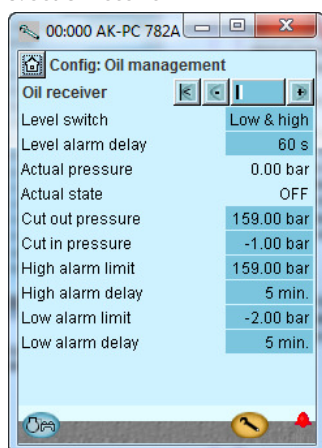 00:000 AK-PC 782A
Config: Oil management
Oil receiver
Level switch Low & high
Level alarm delay 60 s
Actual pressure 0.00 bar
Actual state OFF
Cut out pressure 159.00 bar
Cut in pressure -1.00 bar
High alarm limit 159.00 bar
High alarm delay 5 min.
Low alarm limit -2.00 bar
Low alarm delay 5 min.